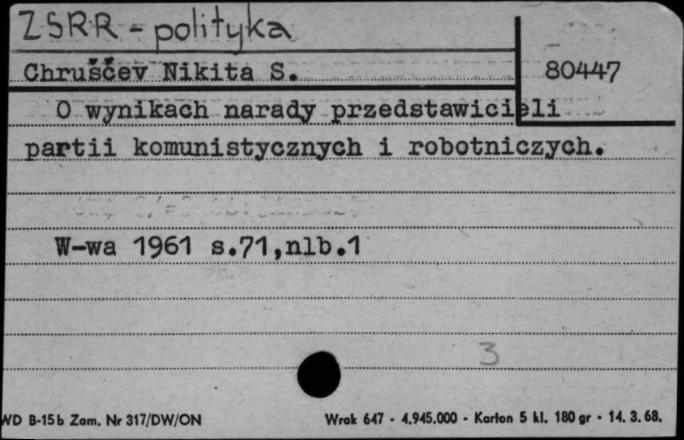 ZSRR - polityka
Chruščev Nikita S.
80447
O wynikach narady przedstawicieli
partii komunistycznych i robotniczych.
W-wa 1961 s.71,nlb.1
3
WD B-15b Zam. Nr 317/DW/ON
Wrak 647 - 4.945.000 - Karton 5 kl. 180 gr - 14. 3. 68.